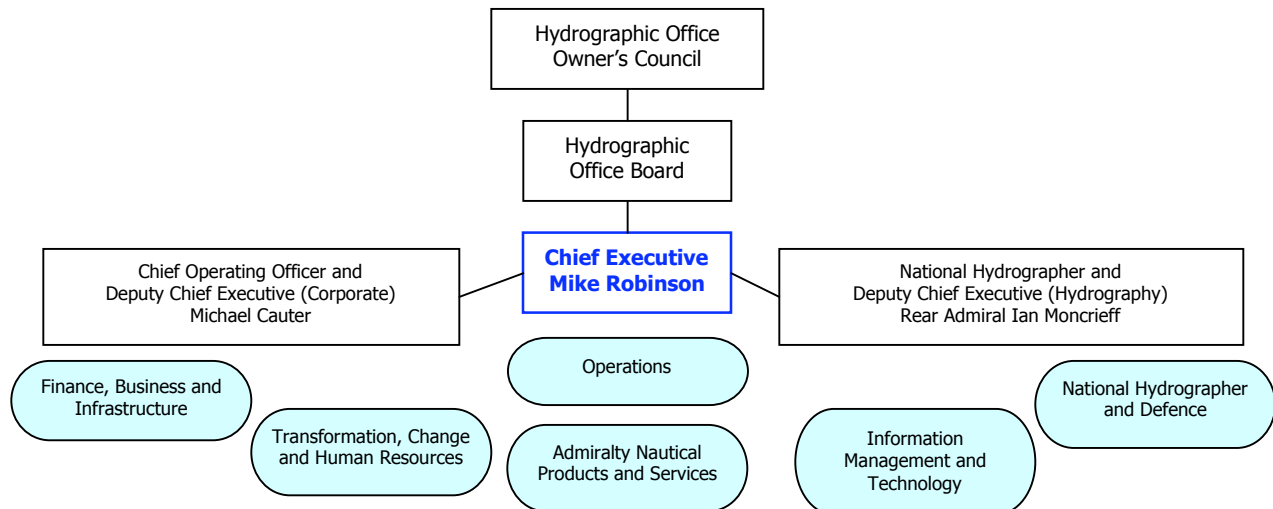 Hydrographic Office
Owner’s Council
Hydrographic
Office Board
Chief Executive
Mike Robinson
Chief Operating Officer and
Deputy Chief Executive (Corporate)
Michael Cauter
National Hydrographer and
Deputy Chief Executive (Hydrography)
Rear Admiral Ian Moncrieff
Finance, Business and
Infrastructure
Transformation, Change
and Human Resources
Operations
Admiralty Nautical
Products and Services
Information
Management and
Technology
National Hydrographer
and Defence